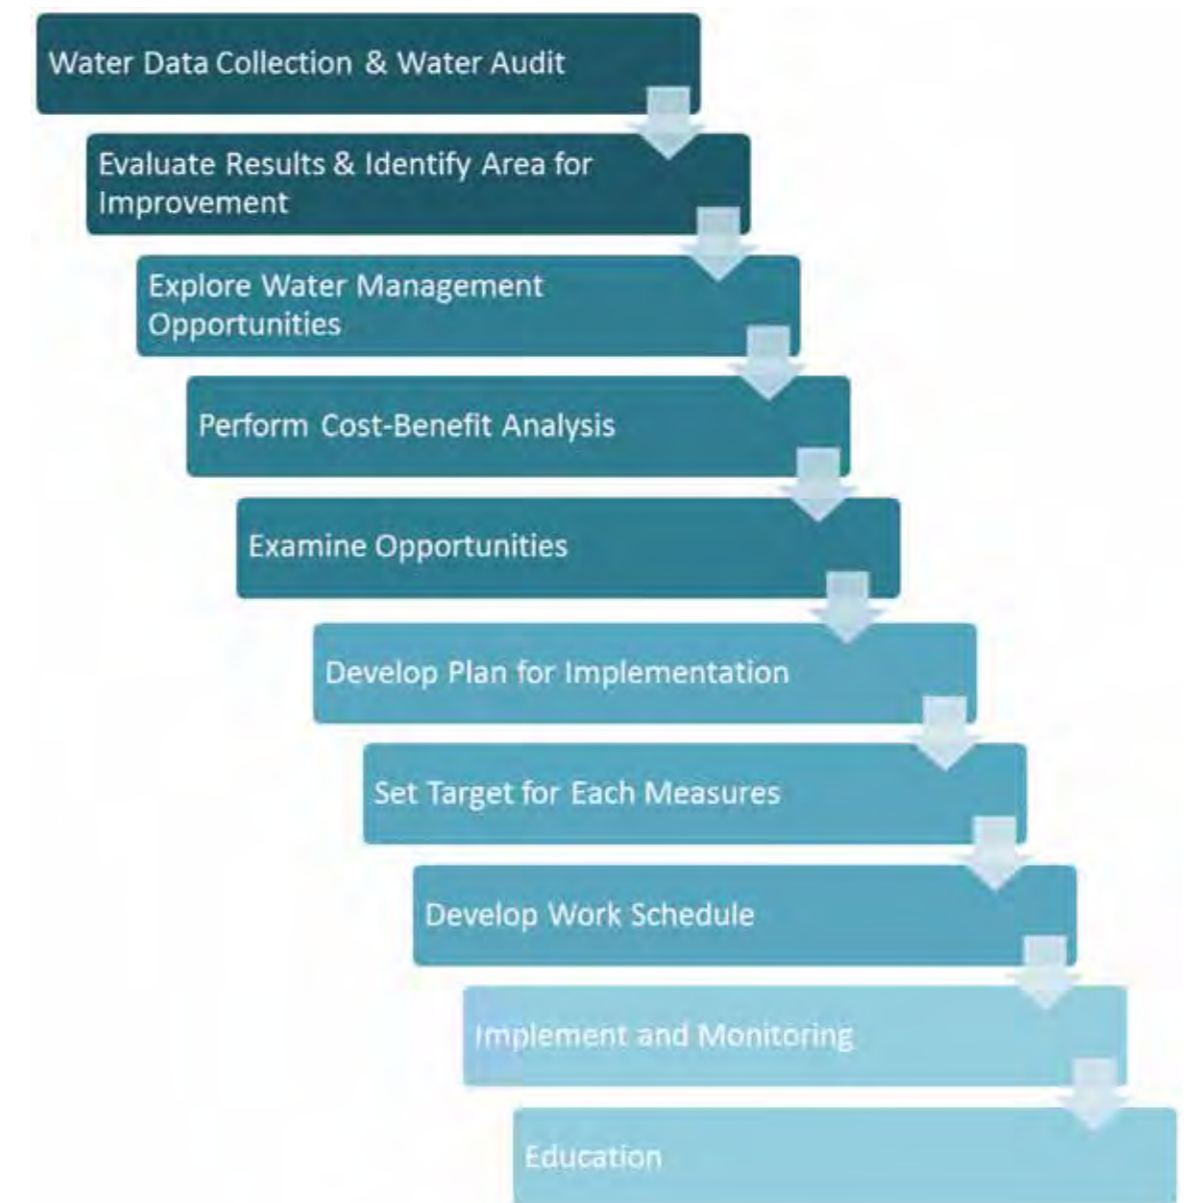 Water Data Collection & Water Audit
Evaluate Results & Identify Area for
Improvement
Explore Water Management
Opportunities
Perform Cost-Benefit Analysis
Examine Opportunities
Develop Plan for Implementation
Set Target for Each Measures
Develop Work Schedule
Implement and Monitoring
Education